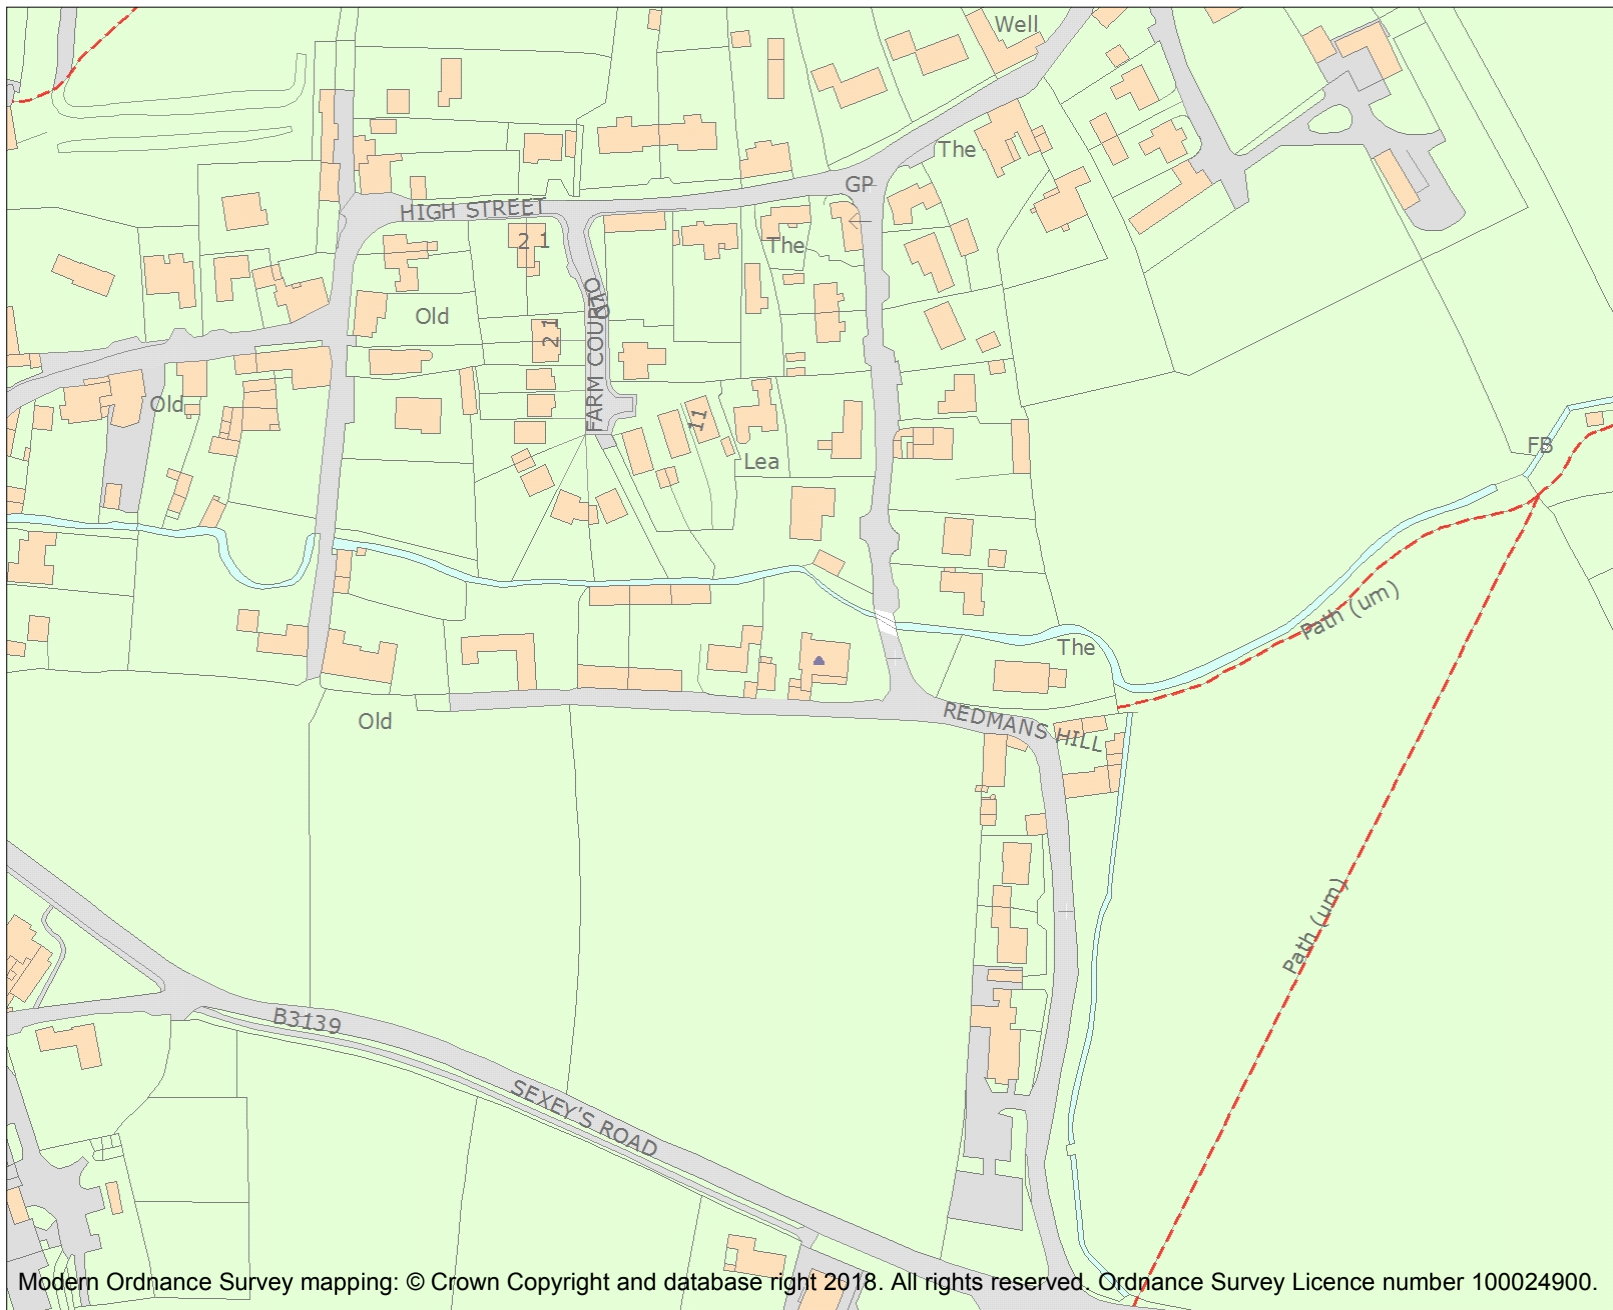 Well
The
GP
HIGH STREET
2 1
The
Old
FARM COURT
2 1
Old
11
Lea
FB
Path (um)
The
Old
REDMANS HILL
Path (um)
B3139
SEXEY'S ROAD
Modern Ordnance Survey mapping: © Crown Copyright and database right 2018. All rights reserved. Ordnance Survey Licence number 100024900.